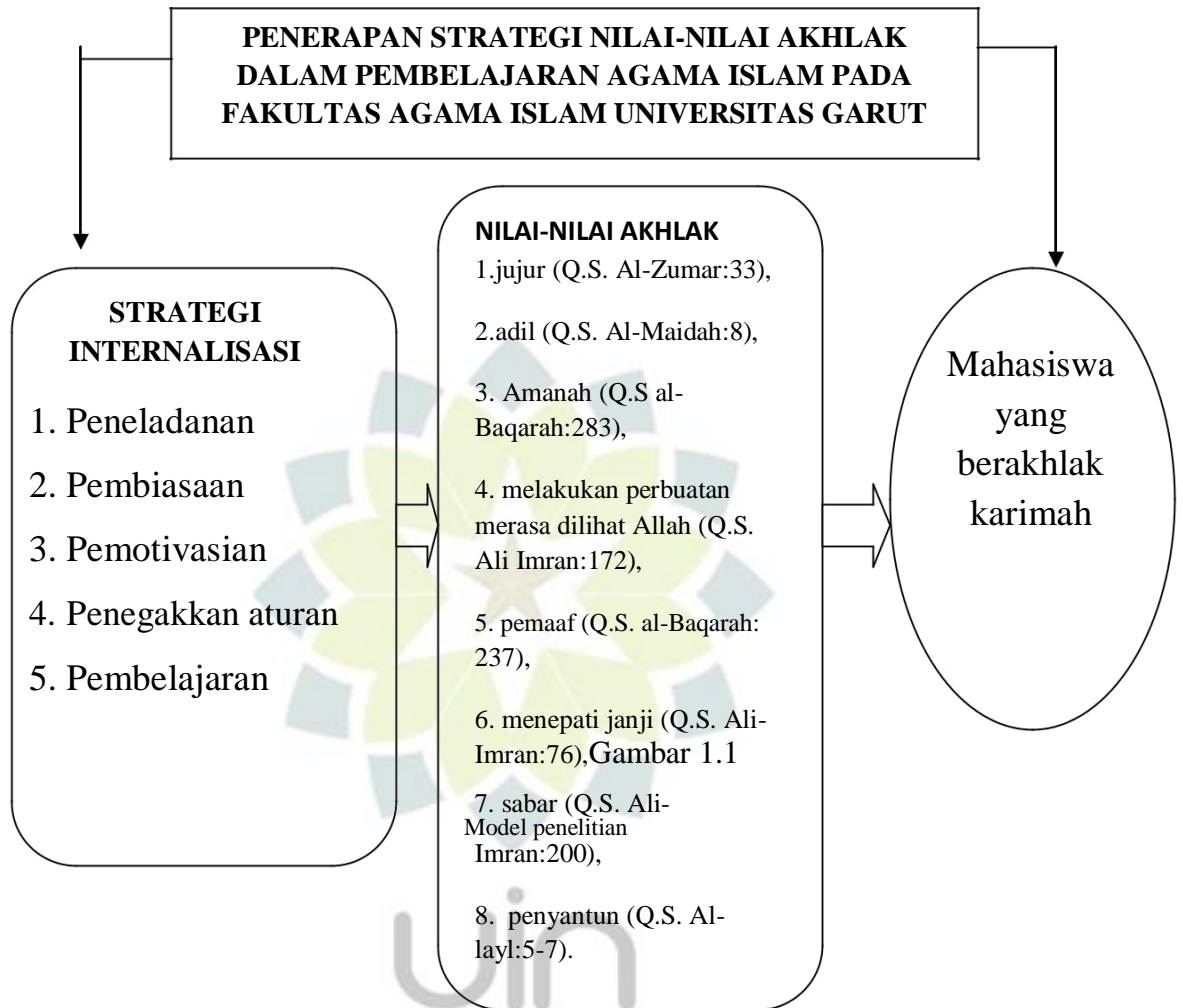 PENERAPAN STRATEGI NILAI-NILAI AKHLAK
DALAM PEMBELAJARAN AGAMA ISLAM PADA
FAKULTAS AGAMA ISLAM UNIVERSITAS GARUT
STRATEGI
INTERNALISASI
1. Peneladanan
2. Pembiasaan
3. Pemotivasian
4. Penegakkan aturan
5. Pembelajaran
NILAI-NILAI AKHLAK
1.jujur (Q.S. Al-Zumar:33),
2.adil (Q.S. Al-Maidah:8),
3. Amanah (Q.S al-
Baqarah:283),
4. melakukan perbuatan
merasa dilihat Allah (Q.S.
Ali Imran:172),
5. pemaaf (Q.S. al-Baqarah:
237),
6. menepati janji (Q.S. Ali-
Imran:76),Gambar 1.1
7. sabar (Q.S. Ali-
Model penelitian
Imran:200),
8. penyantun (Q.S. Al-
layl:5-7).
Mahasiswa
yang
berakhlak
karimah
uin